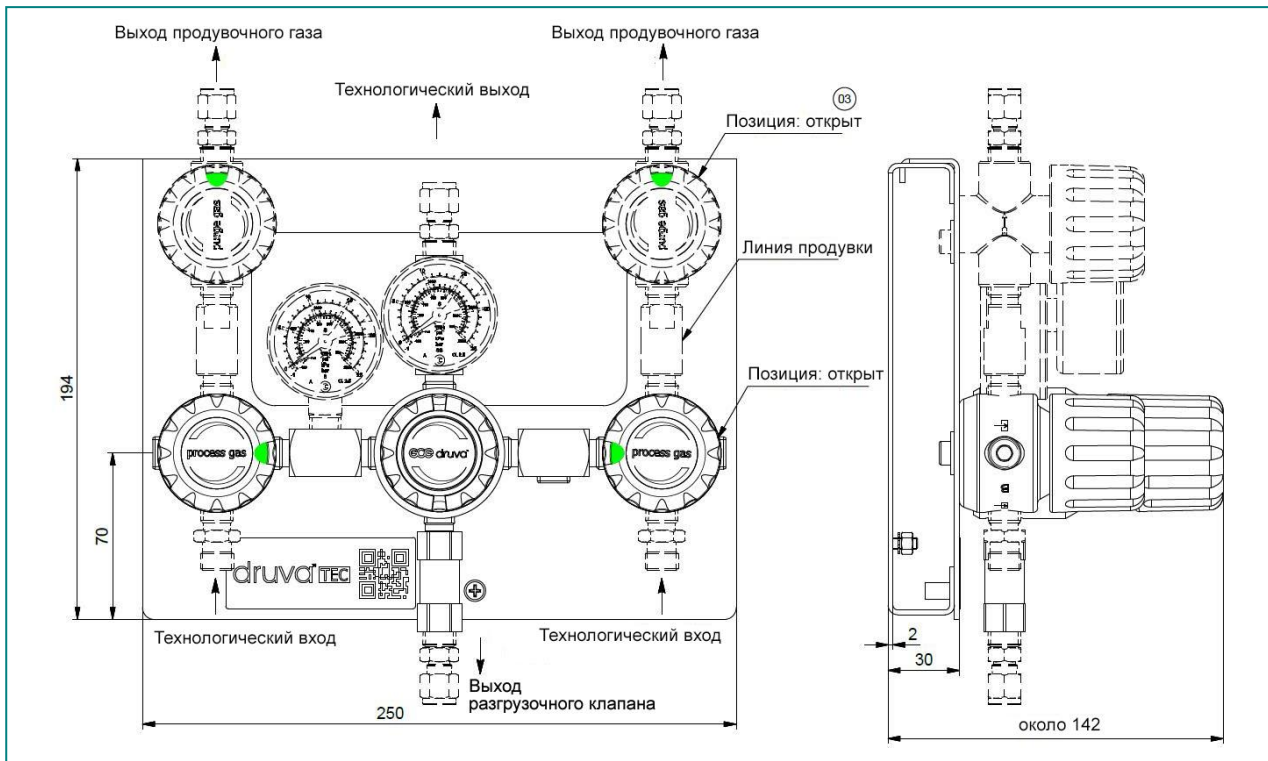 Выход продувочного газа
Выход продувочного газа
Технологический выход
03
Позиция: открыт
purge gas
purge gas
Линия продувки
Позиция: открыт
194
process gas
druva
process gas
70
druva TEC
Технологический вход
Технологический вход
Выход
разгрузочного клапана
250
2
30
около 142